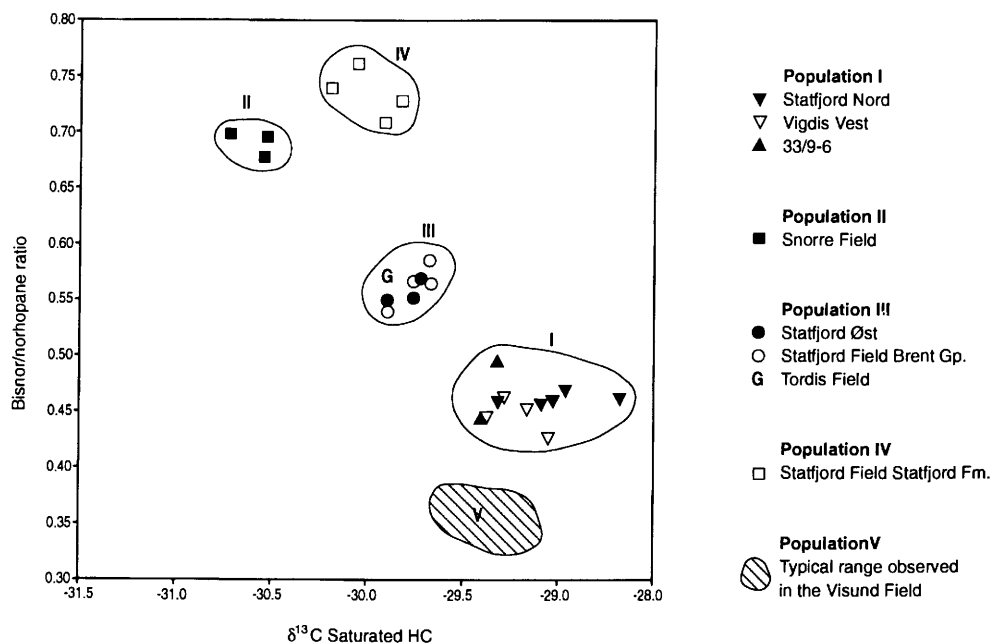 0.80
0.75
0.70
0.65
0.60
0.55
0.50
0.45
0.40
0.35
0.30
Bisnor/norhopane ratio
-31.5
-31.0
-30.5
-30.0
-29.5
-29.0
-28.5
-28.0
δ13C Saturated HC
IV
II
III
G
I
V
Population I
Statfjord Nord
Vigdis Vest
33/9-6
Population II
Snorre Field
Population III
Statfjord Øst
Statfjord Field Brent Gp.
G Tordis Field
Population IV
Statfjord Field Statfjord Fm.
PopulationV
Typical range observed
in the Visund Field